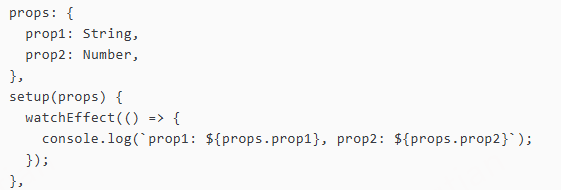 props: {
  prop1: String,
  prop2: Number,
},
setup(props) {
  watchEffect(() => {
    console.log(`prop1: ${props.prop1}, prop2: ${props.prop2}`);
  });
},